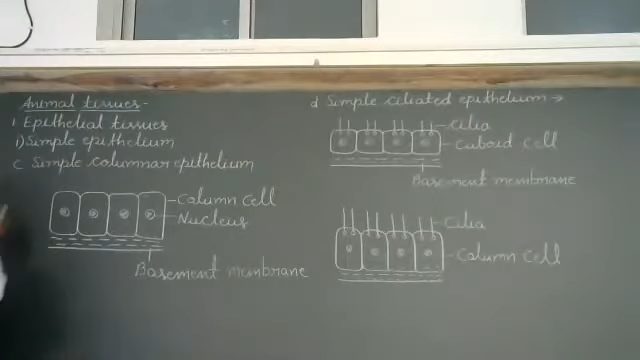 Animal tissues-
1 Epithelial tissues
i) Simple epithelium
c Simple columnar epithelium
Column cell
Nucleus
Basement membrane
d Simple ciliated epithelium →
Cilia
Cuboid cell
Basement membrane
Cilia
Column cell